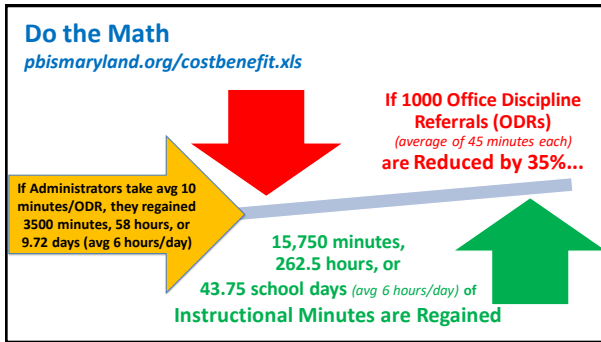 Do the Math
pbismaryland.org/costbenefit.xls
If 1000 Office Discipline
Referrals (ODRs)
(average of 45 minutes each)
are Reduced by 35%...
If Administrators take avg 10
minutes/ODR, they regained
3500 minutes, 58 hours, or
9.72 days (avg 6 hours/day)
15,750 minutes,
262.5 hours, or
43.75 school days (avg 6 hours/day) of
Instructional Minutes are Regained